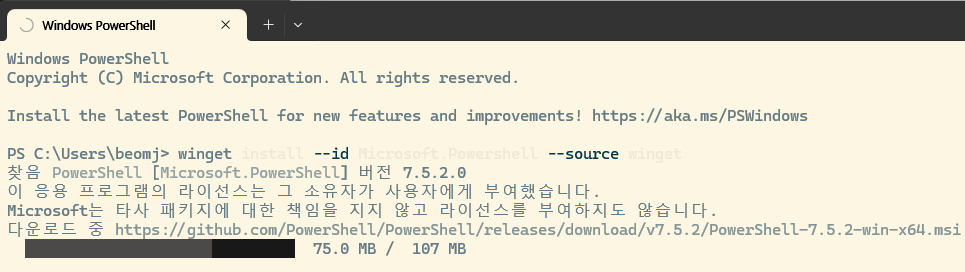 Windows PowerShell
Windows PowerShell
Copyright (C) Microsoft Corporation. All rights reserved.
Install the latest PowerShell for new features and improvements! https://aka.ms/PSWindows
PS C:\Users\beomj> winget install --id Microsoft.Powershell --source winget
찾음 PowerShell [Microsoft.PowerShell] 버전 7.5.2.0
이 응용 프로그램의 라이선스는 그 소유자가 사용자에게 부여했습니다.
Microsoft는 타사 패키지에 대한 책임을 지지 않고 라이선스를 부여하지도 않습니다.
다운로드 중 https://github.com/PowerShell/PowerShell/releases/download/v7.5.2/PowerShell-7.5.2-win-x64.msi
75.0 MB / 107 MB